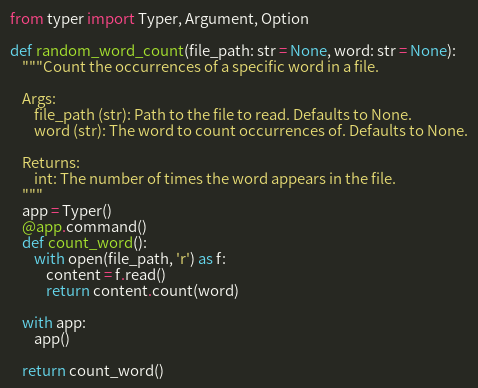 from typer import Typer, Argument, Option

def random_word_count(file_path: str = None, word: str = None):
    """Count the occurrences of a specific word in a file.

    Args:
        file_path (str): Path to the file to read. Defaults to None.
        word (str): The word to count occurrences of. Defaults to None.

    Returns:
        int: The number of times the word appears in the file.
    """
    app = Typer()
    @app.command()
    def count_word():
        with open(file_path, 'r') as f:
            content = f.read()
            return content.count(word)

    with app:
        app()

    return count_word()